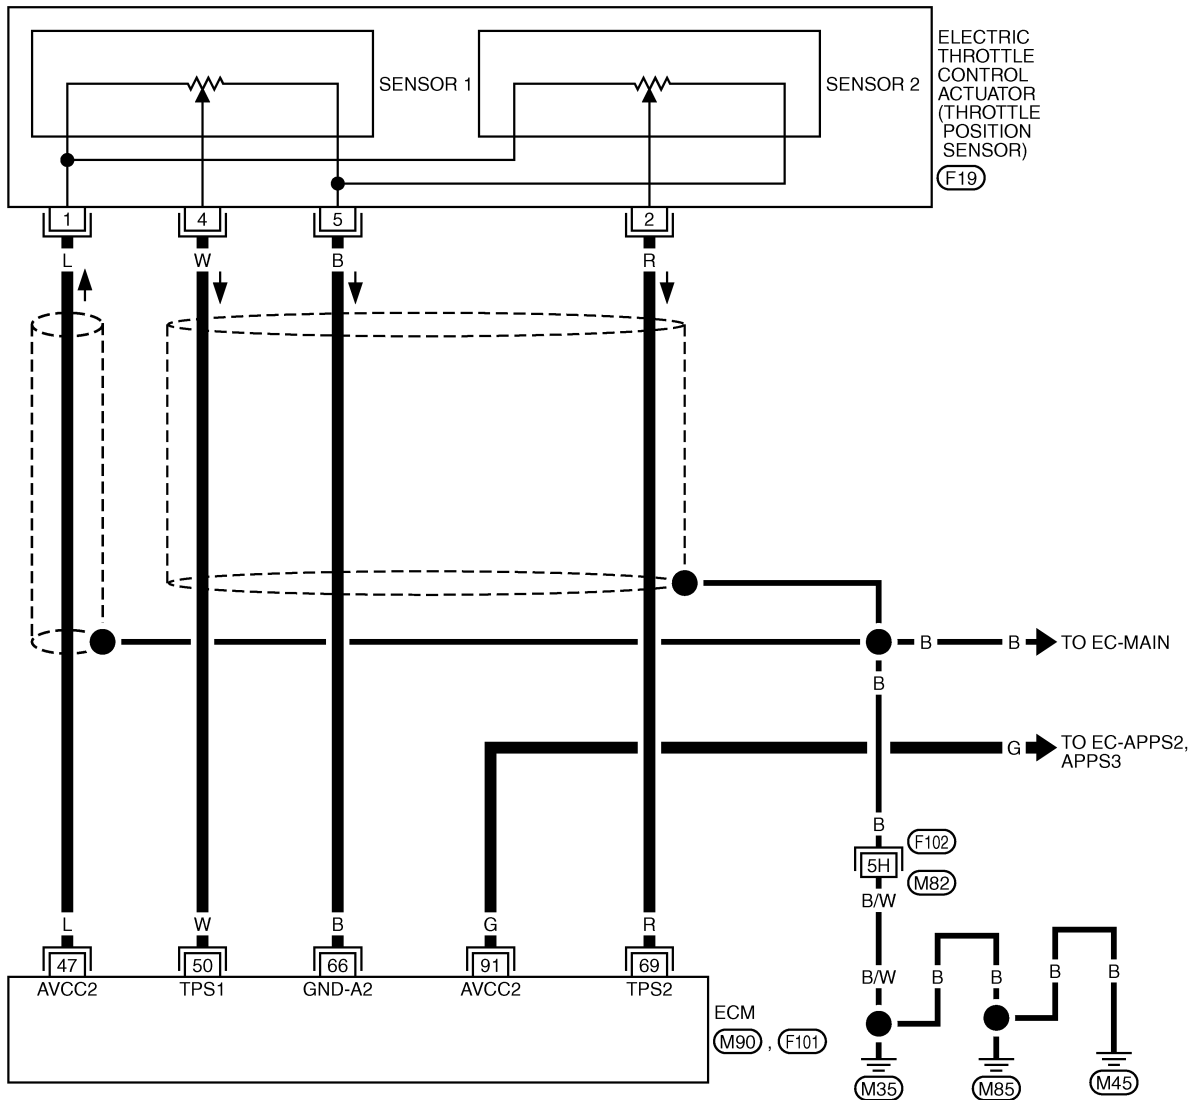 SENSOR 1
SENSOR 2
ELECTRIC
THROTTLE
CONTROL
ACTUATOR
(THROTTLE
POSITION
SENSOR)
F19
1 4 5 2
L W B R
B B TO EC-MAIN
B
G TO EC-APPS2,
APPS3
B
F102
5H
M82
B/W
L W B G R
47 50 66 91 69
AVCC2 TPS1 GND-A2 AVCC2 TPS2
B/W B B B B
ECM
M90 , F101
M35 M85 M45